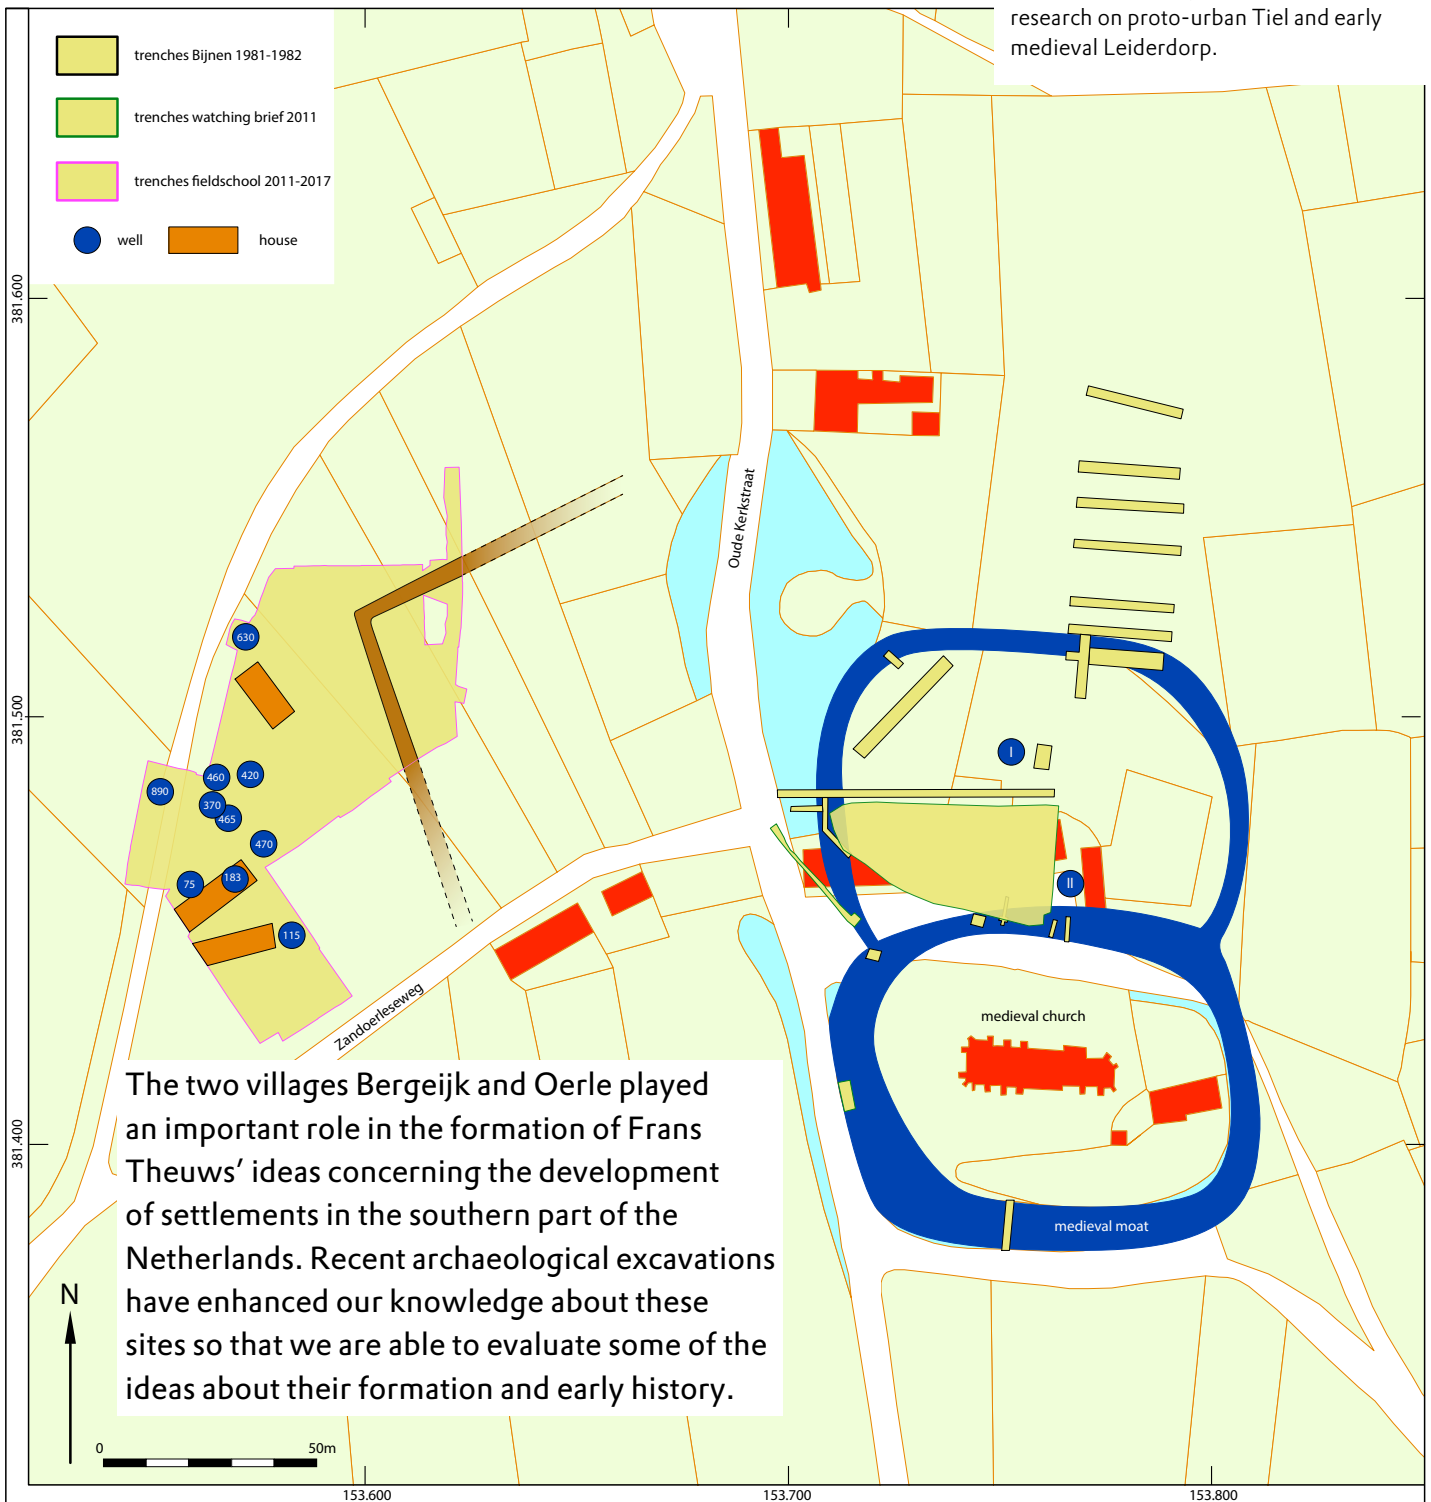 research on proto-urban Tiel and early
medieval Leiderdorp.
trenches Bijnen 1981-1982
trenches watching brief 2011
trenches fieldschool 2011-2017
well
house
381.600
381.500
381.400
Oude Kerkstraat
630
460
420
890
370
465
470
75
183
115
I
II
Zandoerleseweg
medieval church
medieval moat
The two villages Bergeijk and Oerle played
an important role in the formation of Frans
Theuws’ ideas concerning the development
of settlements in the southern part of the
Netherlands. Recent archaeological excavations
have enhanced our knowledge about these
sites so that we are able to evaluate some of the
ideas about their formation and early history.
N
0
50m
153.600
153.700
153.800